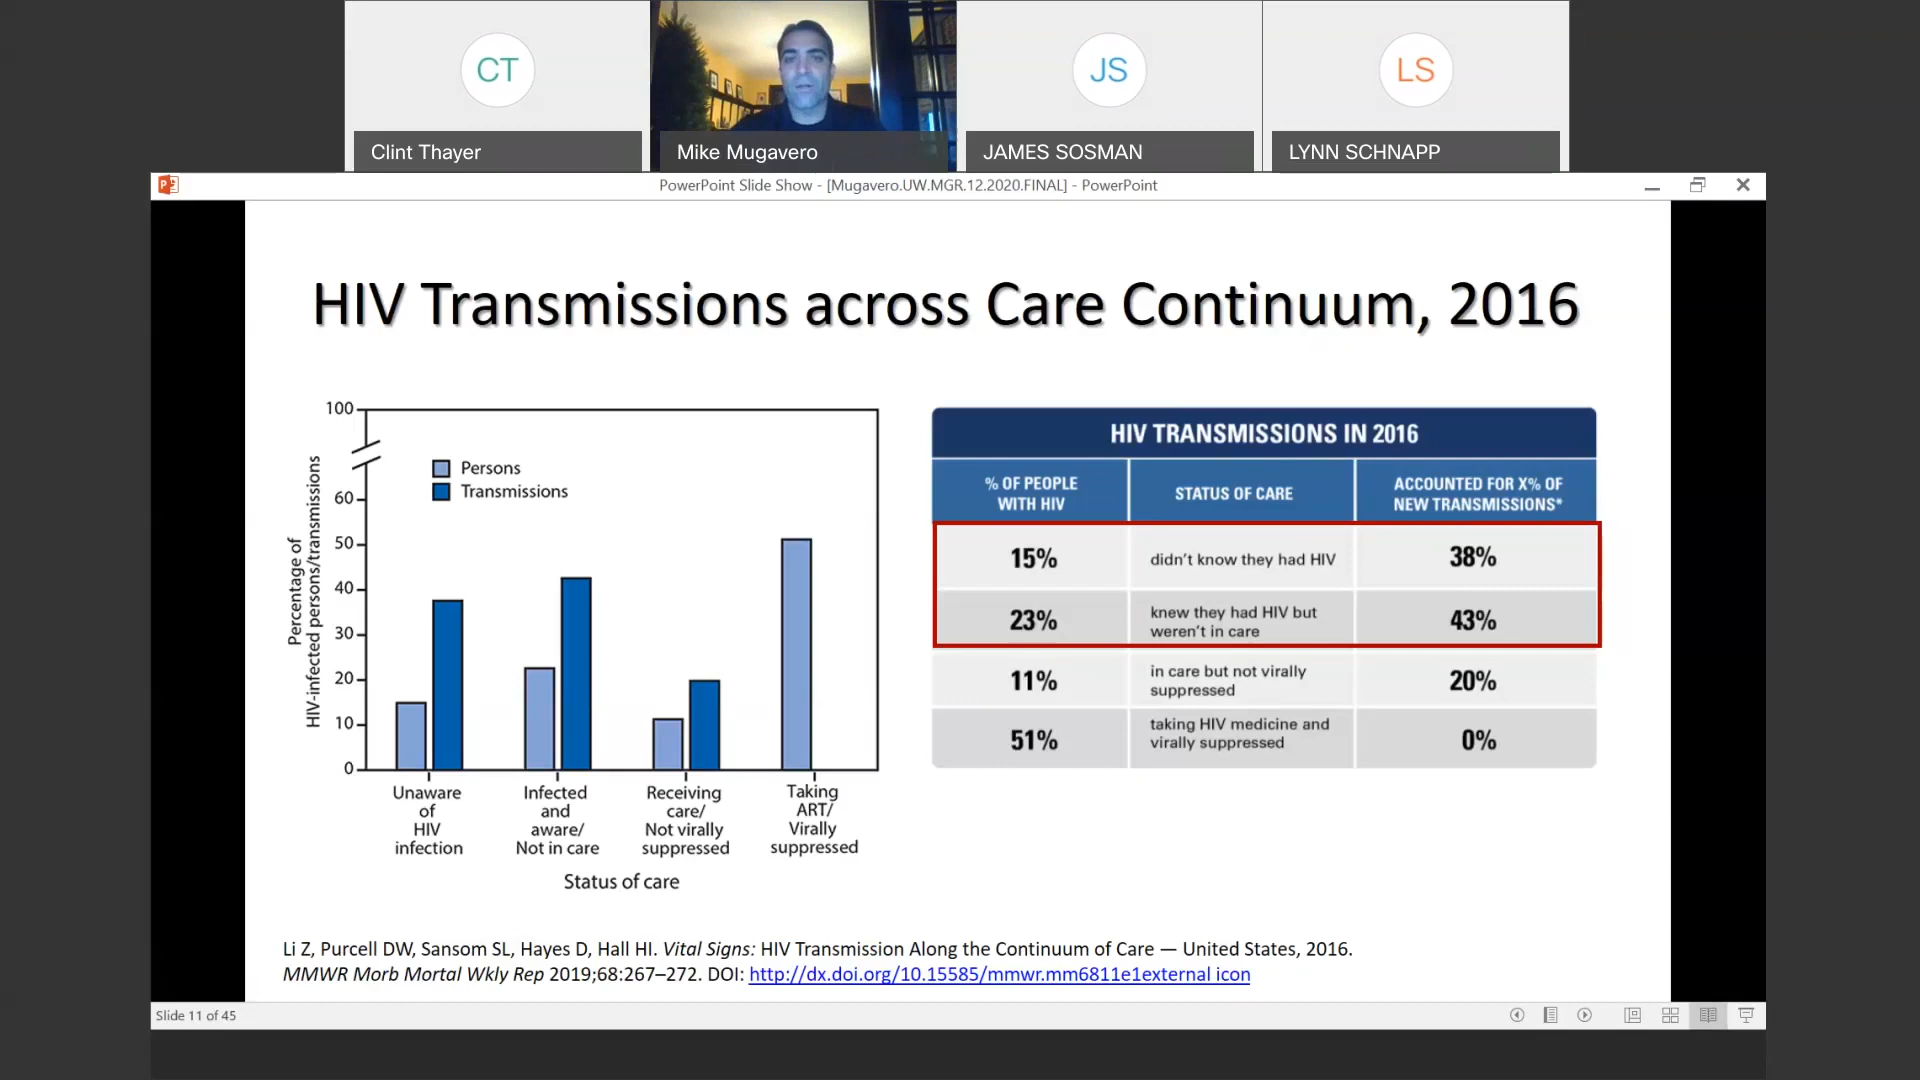 CT
JS
LS
Clint Thayer
Mike Mugavero
JAMES SOSMAN
LYNN SCHNAPP
PowerPoint Slide Show - [Mugavero.UW.MGR.12.2020.FINAL] - PowerPoint
HIV Transmissions across Care Continuum, 2016
Percentage of
HIV-infected persons/transmissions
100
60
50
40
30
20
10
0
Persons
Transmissions
Unaware
of
HIV
infection
Infected
and
aware/
Not in care
Receiving
care/
Not virally
suppressed
Taking
ART/
Virally
suppressed
Status of care
HIV TRANSMISSIONS IN 2016
% OF PEOPLE
WITH HIV
STATUS OF CARE
ACCOUNTED FOR X% OF
NEW TRANSMISSIONS*
15%
didn't know they had HIV
38%
23%
knew they had HIV but
weren't in care
43%
11%
in care but not virally
suppressed
20%
51%
taking HIV medicine and
virally suppressed
0%
Li Z, Purcell DW, Sansom SL, Hayes D, Hall HI. Vital Signs: HIV Transmission Along the Continuum of Care — United States, 2016.
MMWR Morb Mortal Wkly Rep 2019;68:267–272. DOI: http://dx.doi.org/10.15585/mmwr.mm6811e1external icon
Slide 11 of 45